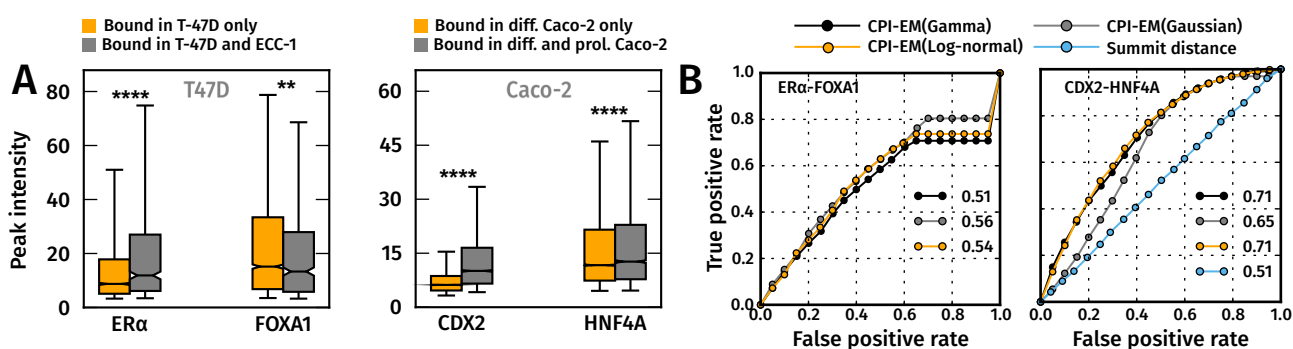 Bound in T-47D only
Bound in T-47D and ECC-1
Bound in diff. Caco-2 only
Bound in diff. and prol. Caco-2
A
Peak intensity
80
60
40
20
0
T47D
****
**
ERα
FOXA1
60
45
30
15
0
Caco-2
****
****
CDX2
HNF4A
CPI-EM(Gamma)
CPI-EM(Log-normal)
CPI-EM(Gaussian)
Summit distance
B
True positive rate
1.0
0.8
0.6
0.4
0.2
0.0
ERα-FOXA1
0.51
0.56
0.54
0.0 0.2 0.4 0.6 0.8 1.0
False positive rate
CDX2-HNF4A
0.71
0.65
0.71
0.51
0.0 0.2 0.4 0.6 0.8 1.0
False positive rate